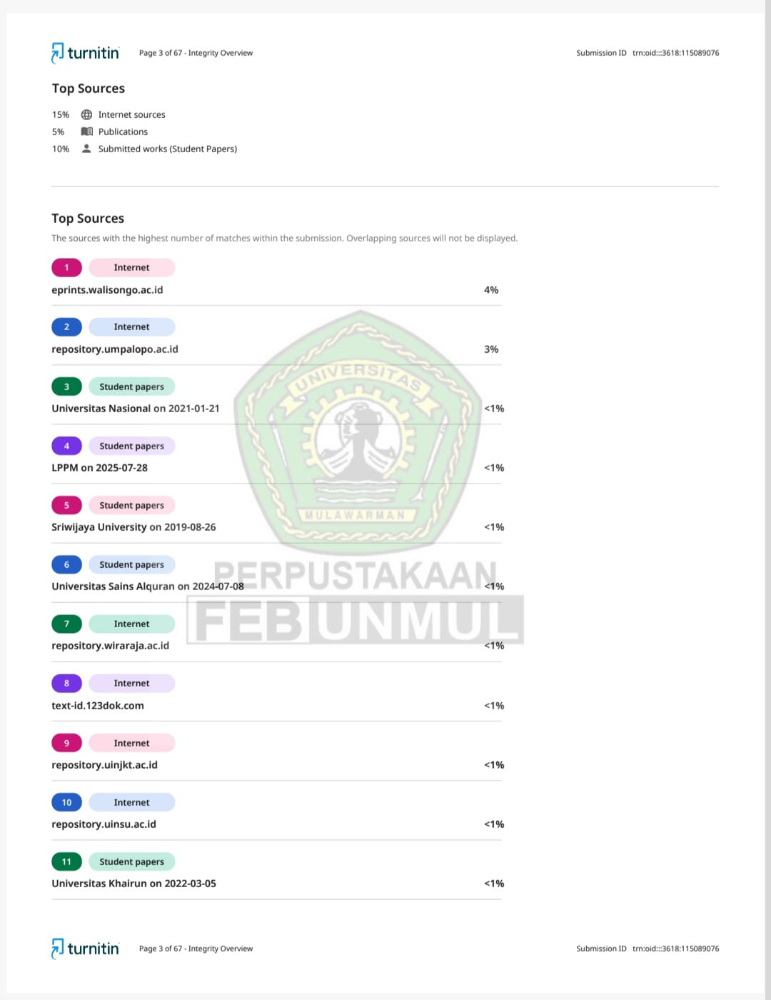 turnitin Page 3 of 67 - Integrity Overview Submission ID trn:oid:::3618:115089076
Top Sources
15% Internet sources
5% Publications
10% Submitted works (Student Papers)
Top Sources
The sources with the highest number of matches within the submission. Overlapping sources will not be displayed.
1 Internet
eprints.walisongo.ac.id 4%
2 Internet
repository.umpalopo.ac.id 3%
UNIVERSITAS
3 Student papers
Universitas Nasional on 2021-01-21 <1%
4 Student papers
LPPM on 2025-07-28 <1%
5 Student papers
MULAWARMAN
Sriwijaya University on 2019-08-26 <1%
6 Student papers
PERPUSTAKAAN
Universitas Sains Alquran on 2024-07-08 <1%
7 Internet
FEB UNMUL
repository.wiraraja.ac.id <1%
8 Internet
text-id.123dok.com <1%
9 Internet
repository.uinjkt.ac.id <1%
10 Internet
repository.uinsu.ac.id <1%
11 Student papers
Universitas Khairun on 2022-03-05 <1%
turnitin Page 3 of 67 - Integrity Overview Submission ID trn:oid:::3618:115089076